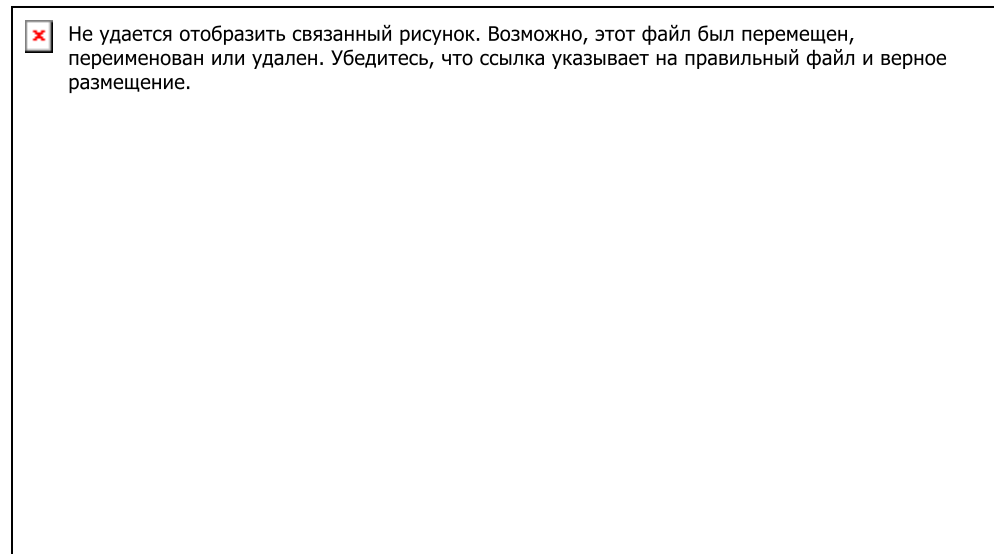 Не удается отобразить связанный рисунок. Возможно, этот файл был перемещен,
переименован или удален. Убедитесь, что ссылка указывает на правильный файл и верное
размещение.